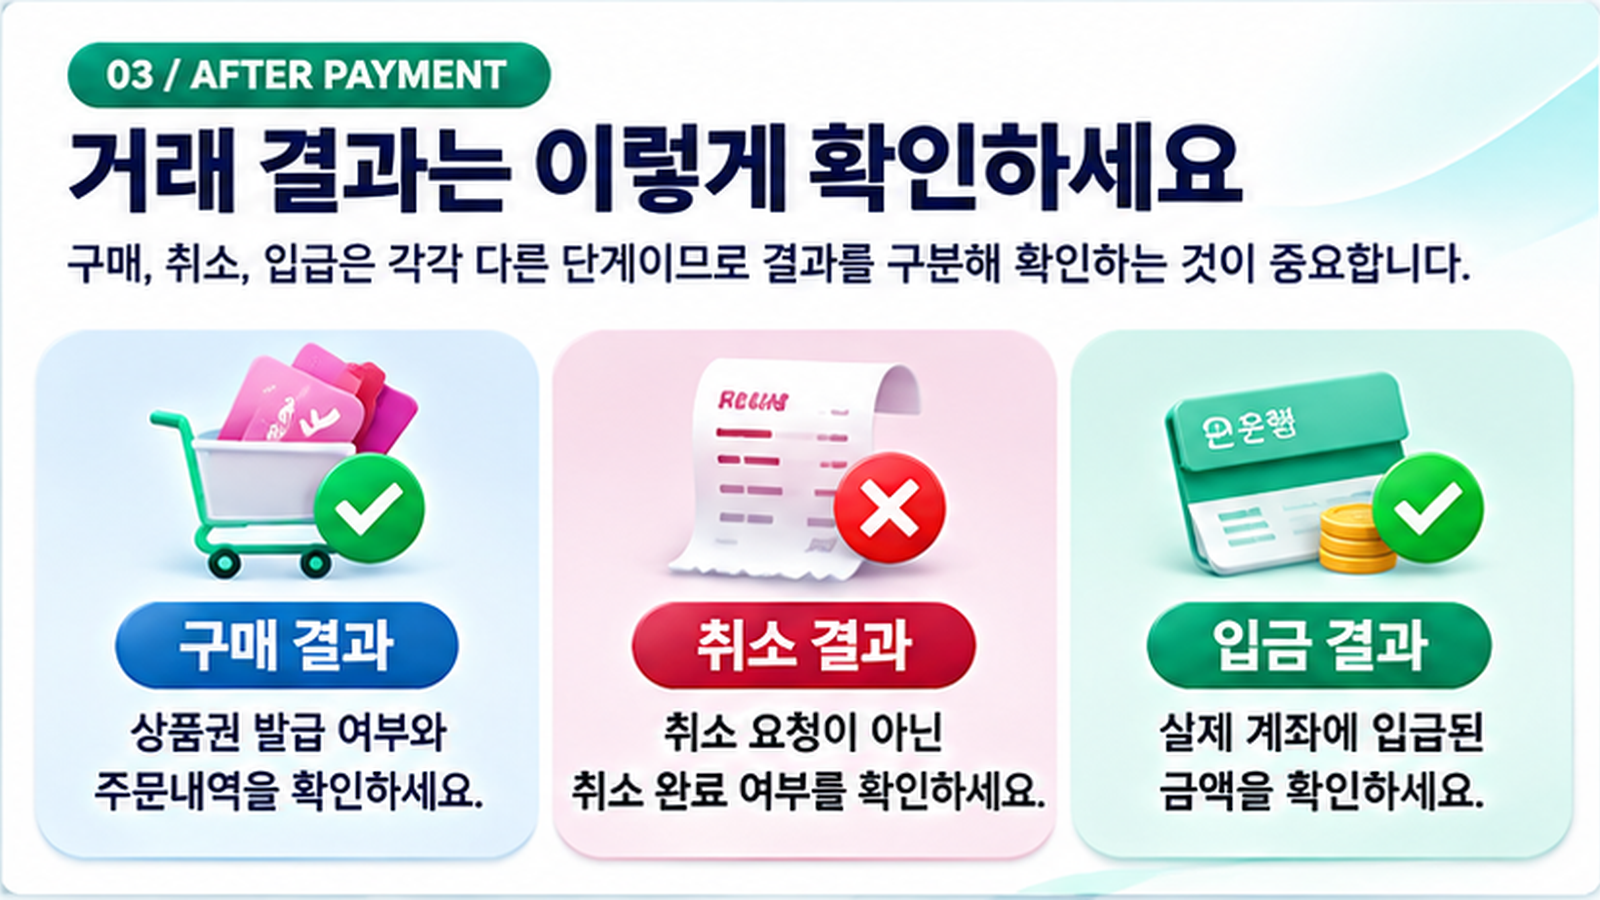 03 / AFTER PAYMENT
거래 결과는 이렇게 확인하세요
구매, 취소, 입급은 각각 다른 단계이므로 결과를 구분해 확인하는 것이 중요합니다.
구매 결과
상품권 발급 여부와
주문내역을 확인하세요.
취소 결과
취소 요청이 아닌
취소 완료 여부를 확인하세요.
입금 결과
실제 계좌에 입급된
금액을 확인하세요.